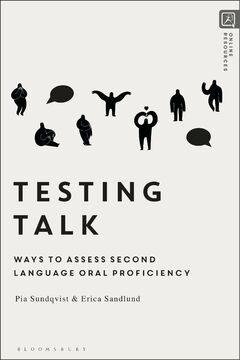 ONLINE
RESOURCES
TESTING
TALK
WAYS TO ASSESS SECOND
LANGUAGE ORAL PROFICIENCY
Pia Sundqvist & Erica Sandlund
BLOOMSBURY